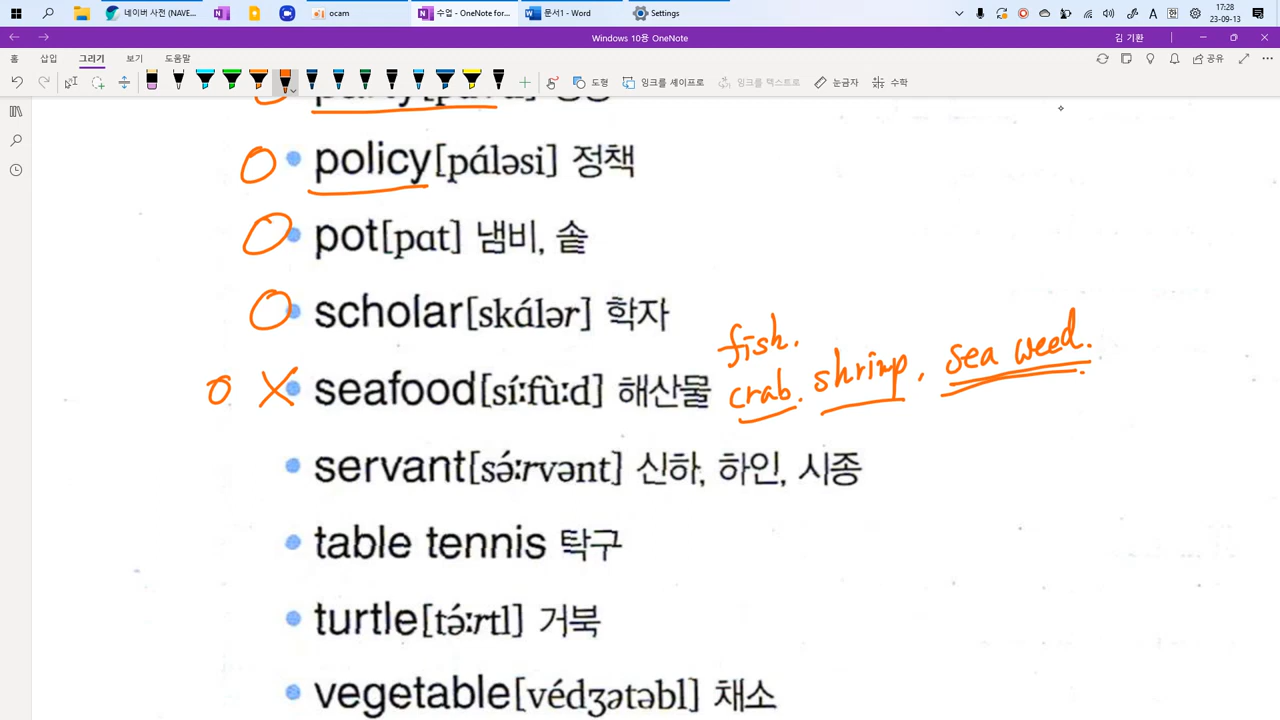 네이버 사전 (NAVE...
ocam
수업 - OneNote for...
문서1 - Word
Settings
A 한
17:28
23-09-13
Windows 10용 OneNote
김 기환
홈 삽입 그리기 보기 도움말
공유
도형 잉크를 셰이프로 잉크를 텍스트로 눈금자 수학
policy[páləsi] 정책
pot[pɑt] 냄비, 솥
scholar[skálər] 학자
fish.
seafood[síːfùːd] 해산물 crab. shrimp, sea weed.
servant[sə́ːrvənt] 신하, 하인, 시종
table tennis 탁구
turtle[tə́ːrtl] 거북
vegetable[védʒətəbl] 채소